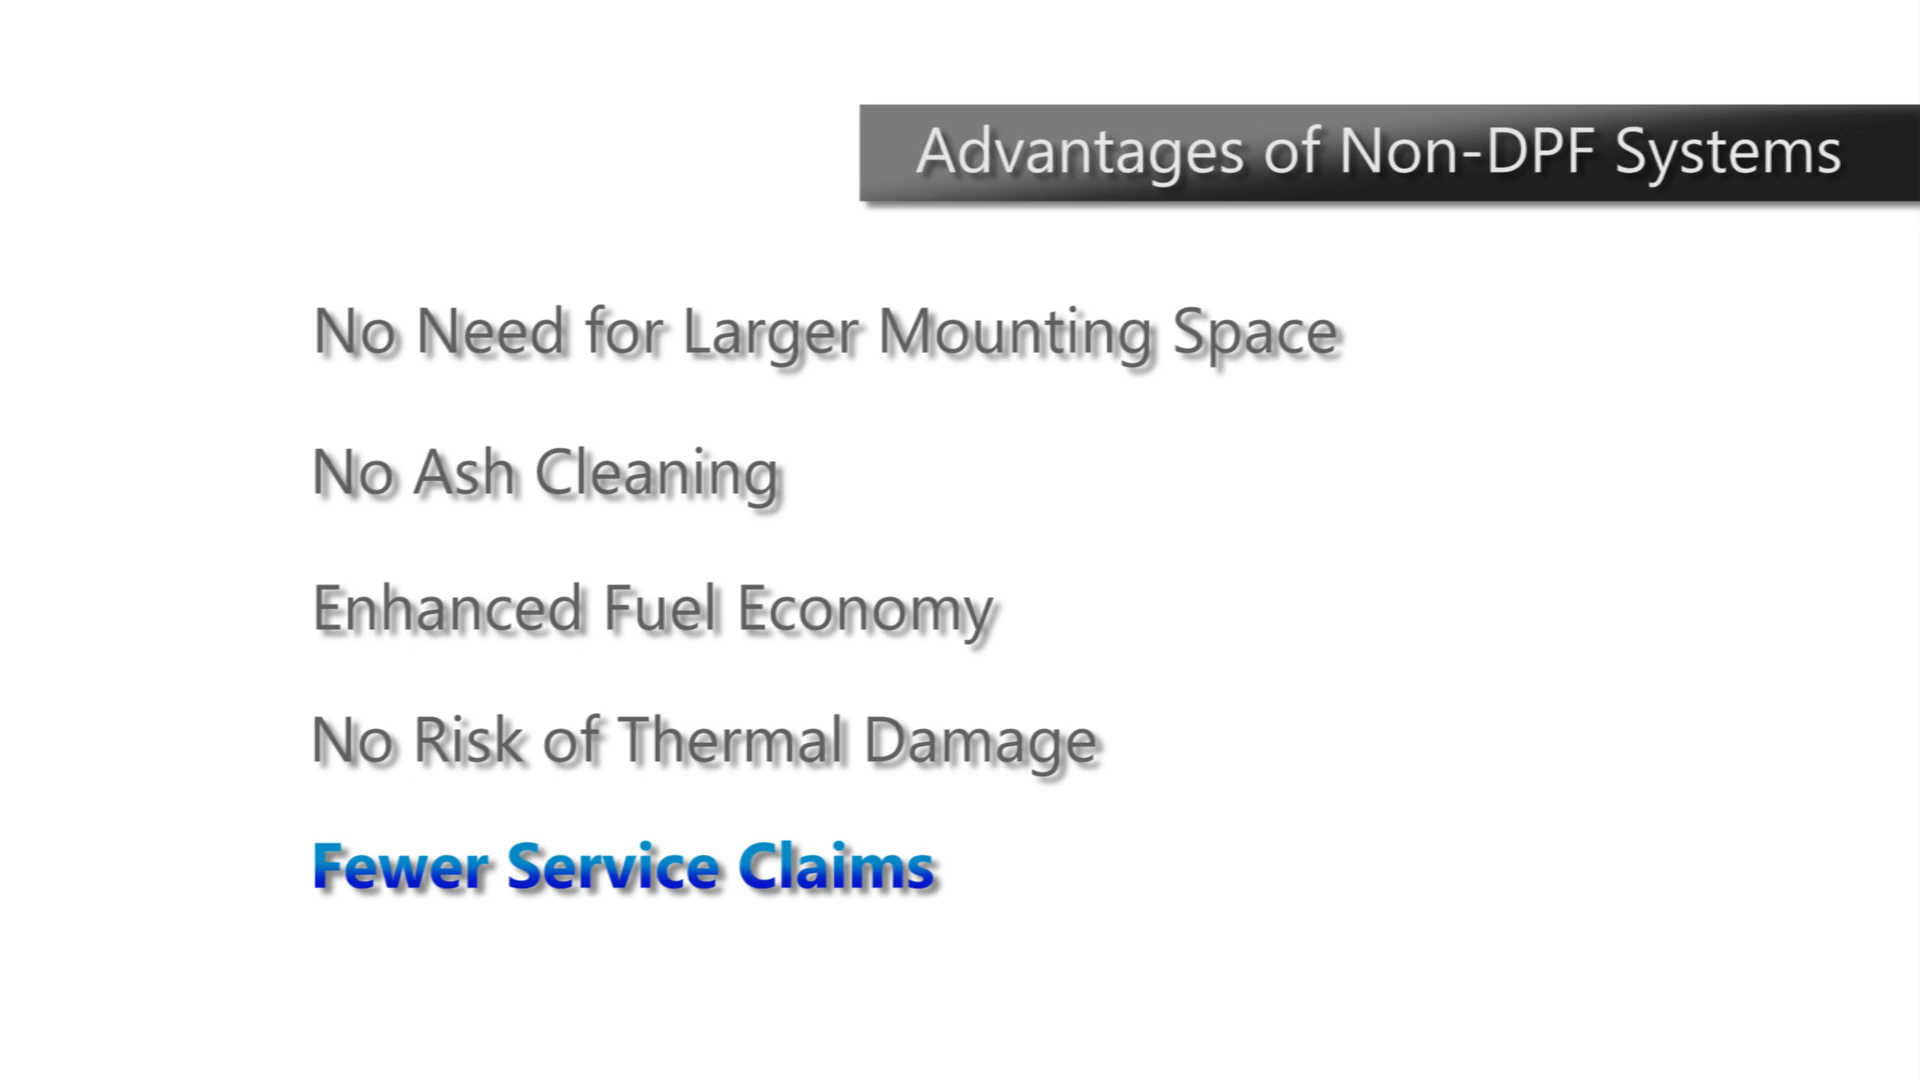 Advantages of Non-DPF Systems
No Need for Larger Mounting Space
No Ash Cleaning
Enhanced Fuel Economy
No Risk of Thermal Damage
Fewer Service Claims